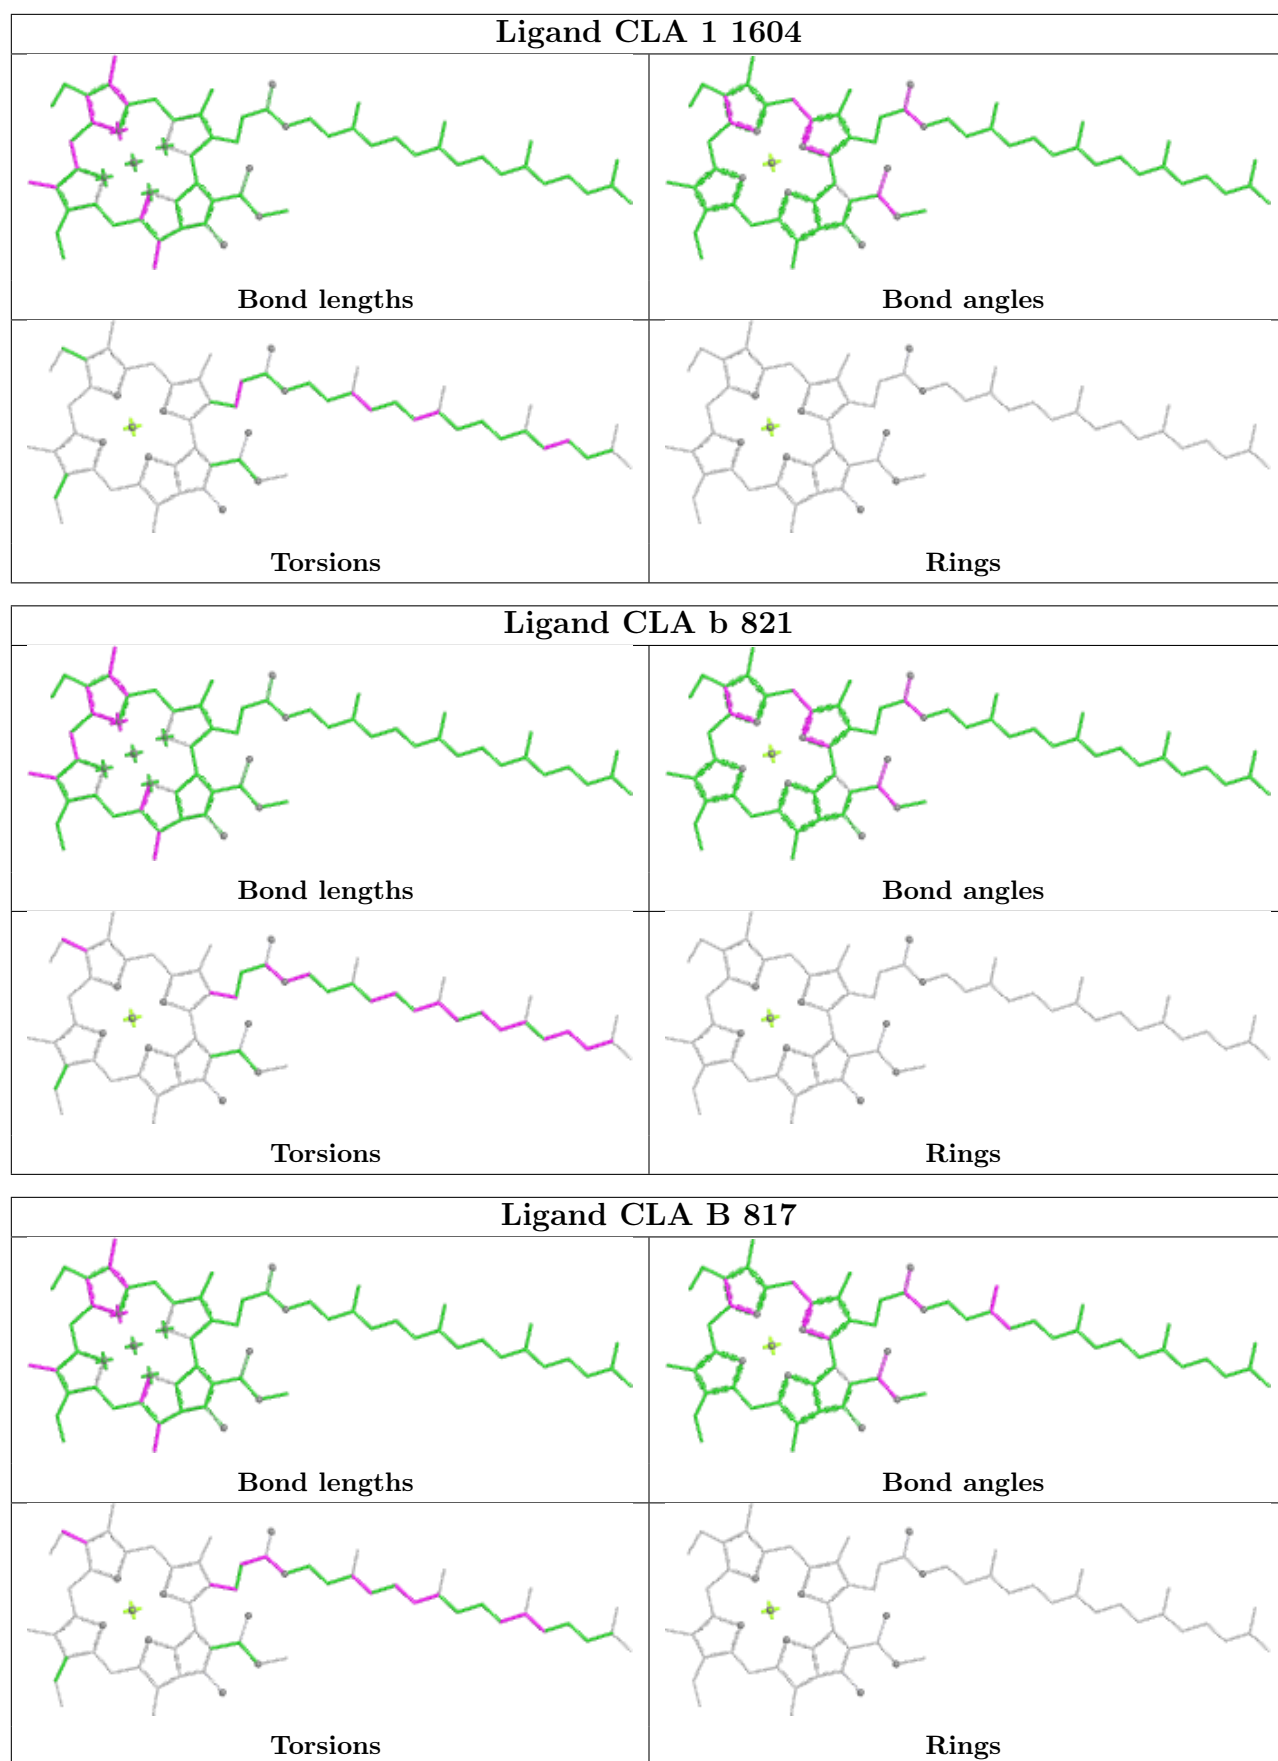 Ligand CLA 1 1604
Bond lengths
Bond angles
Torsions
Rings
Ligand CLA b 821
Bond lengths
Bond angles
Torsions
Rings
Ligand CLA B 817
Bond lengths
Bond angles
Torsions
Rings